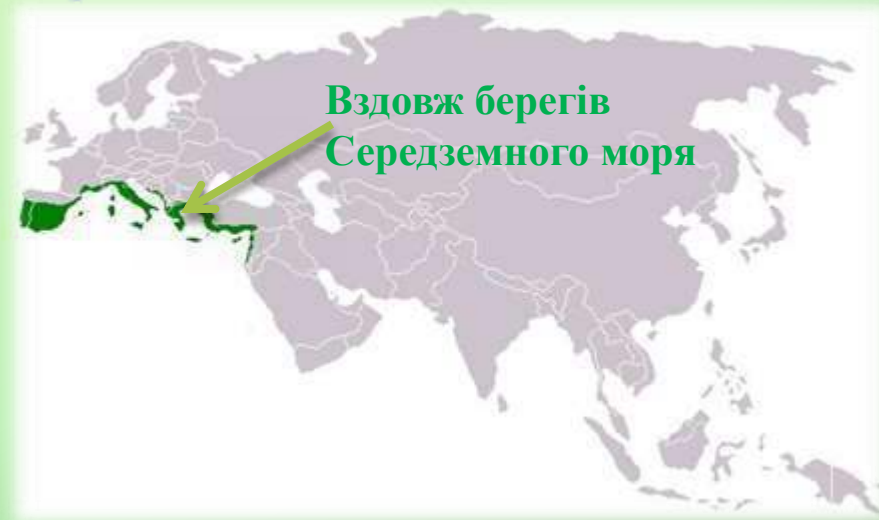 Вздовж берегів
Середземного моря